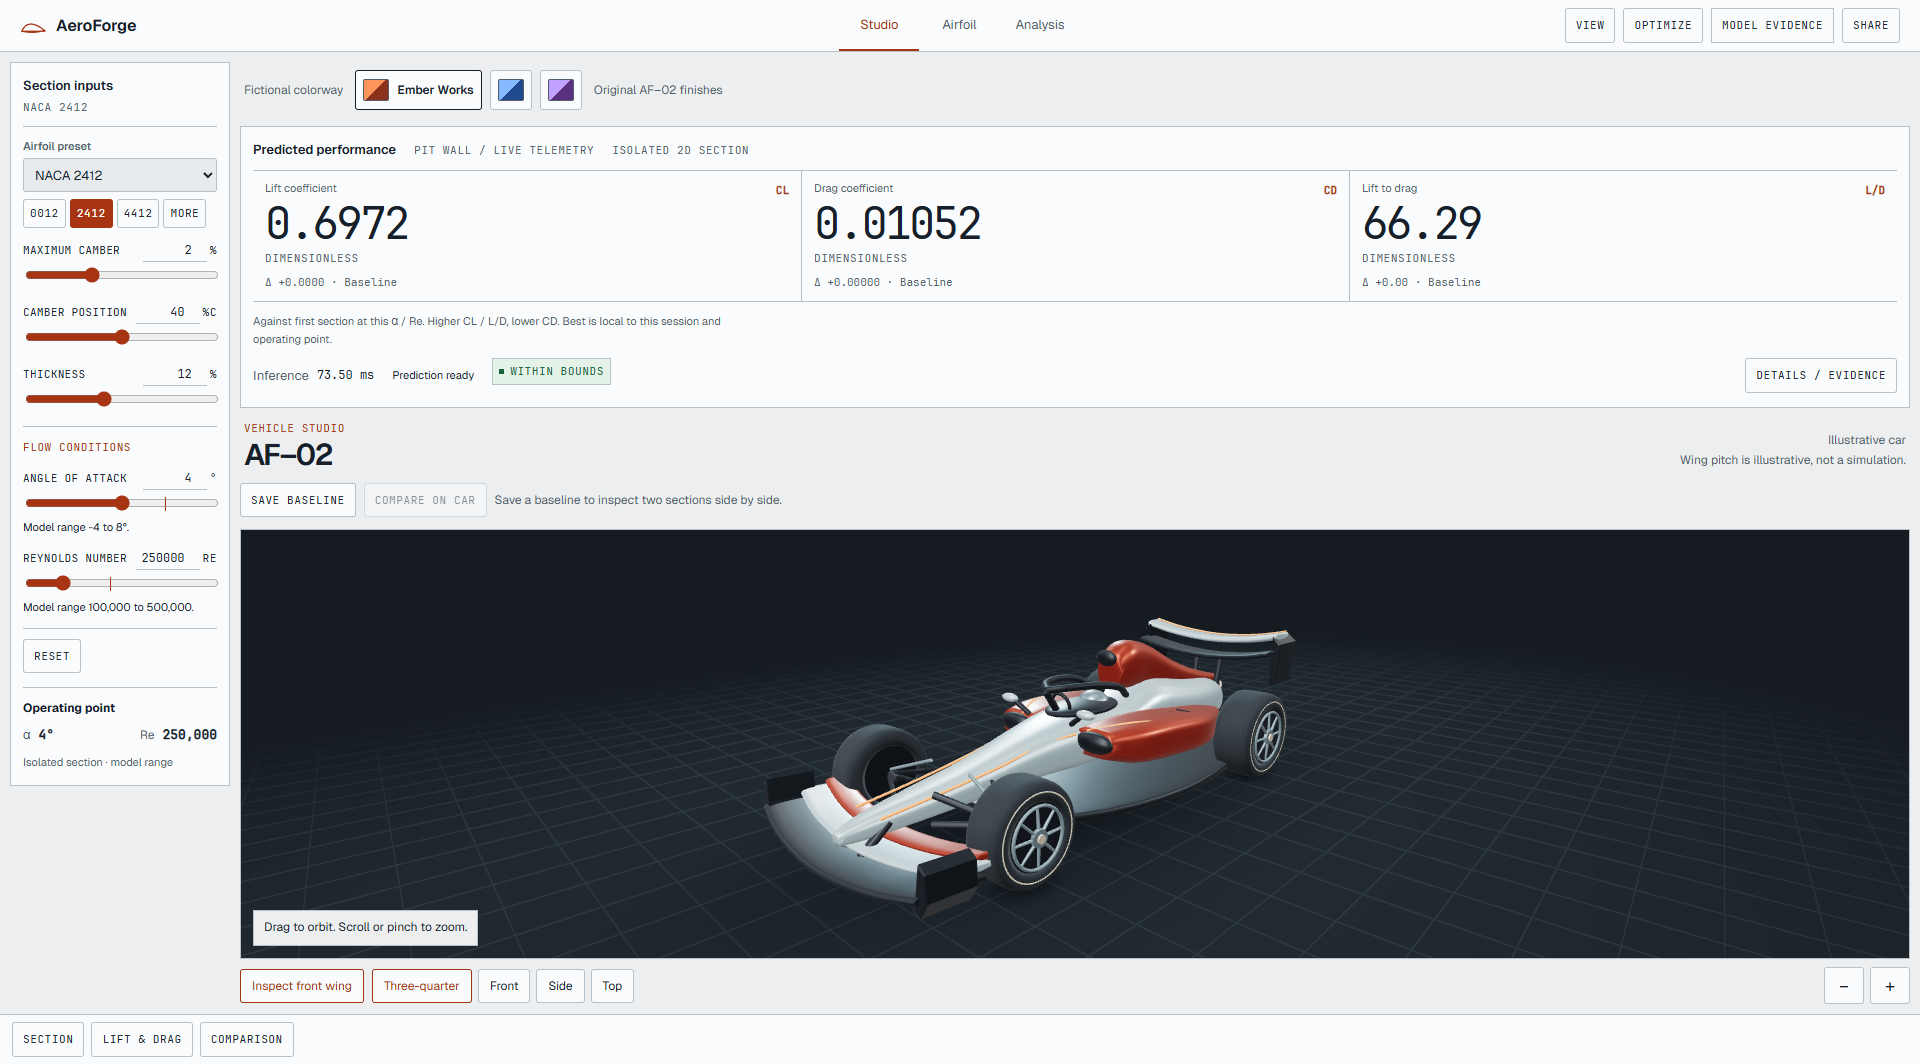 AeroForge
Studio
Airfoil
Analysis
VIEW
OPTIMIZE
MODEL EVIDENCE
SHARE
Section inputs
NACA 2412
Airfoil preset
NACA 2412
0012
2412
4412
MORE
MAXIMUM CAMBER 2 %
CAMBER POSITION 40 %C
THICKNESS 12 %
FLOW CONDITIONS
ANGLE OF ATTACK 4 °
Model range -4 to 8°.
REYNOLDS NUMBER 250000 RE
Model range 100,000 to 500,000.
RESET
Operating point
α 4° Re 250,000
Isolated section · model range
Fictional colorway
Ember Works
Original AF–02 finishes
Predicted performance PIT WALL / LIVE TELEMETRY ISOLATED 2D SECTION
Lift coefficient CL
0.6972
DIMENSIONLESS
Δ +0.0000 · Baseline
Drag coefficient CD
0.01052
DIMENSIONLESS
Δ +0.00000 · Baseline
Lift to drag L/D
66.29
DIMENSIONLESS
Δ +0.00 · Baseline
Against first section at this α / Re. Higher CL / L/D, lower CD. Best is local to this session and
operating point.
Inference 73.50 ms Prediction ready WITHIN BOUNDS
DETAILS / EVIDENCE
VEHICLE STUDIO
AF–02
Illustrative car
Wing pitch is illustrative, not a simulation.
SAVE BASELINE
COMPARE ON CAR
Save a baseline to inspect two sections side by side.
Drag to orbit. Scroll or pinch to zoom.
Inspect front wing
Three-quarter
Front
Side
Top
−
+
SECTION
LIFT & DRAG
COMPARISON